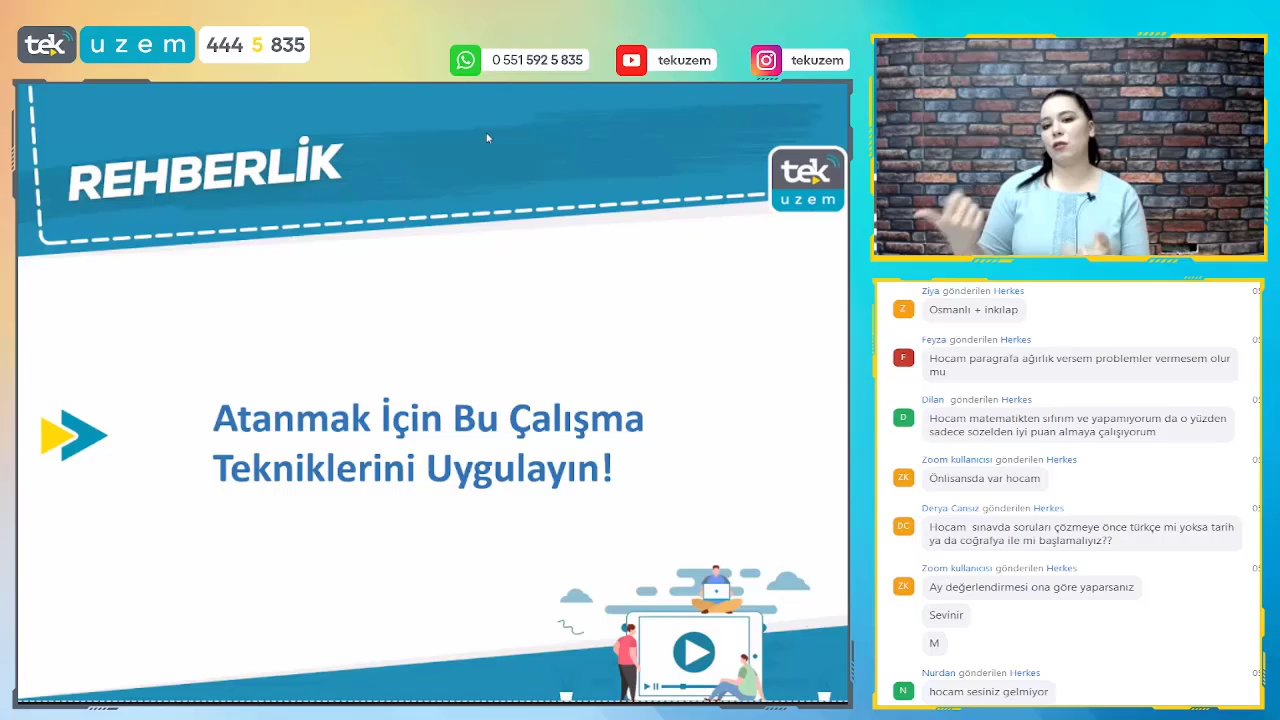 tek uzem 444 5 835
0 551 592 5 835
tekuzem
tekuzem
REHBERLİK
tek
uzem
Atanmak İçin Bu Çalışma
Tekniklerini Uygulayın!
Ziya gönderilen Herkes
Z
Osmanlı + inkılap
Feyza gönderilen Herkes
F
Hocam paragrafa ağırlık versem problemler vermesem olur
mu
Dilan gönderilen Herkes
D
Hocam matematikten sıfırım ve yapamıyorum da o yüzden
sadece sozelden iyi puan almaya çalışıyorum
Zoom kullanıcısı gönderilen Herkes
ZK
Önlisansda var hocam
Derya Cansız gönderilen Herkes
DC
Hocam sınavda soruları çözmeye önce türkçe mi yoksa tarih
ya da coğrafya ile mi başlamalıyız??
Zoom kullanıcısı gönderilen Herkes
ZK
Ay değerlendirmesi ona göre yaparsanız
Sevinir
M
Nurdan gönderilen Herkes
N
hocam sesiniz gelmiyor